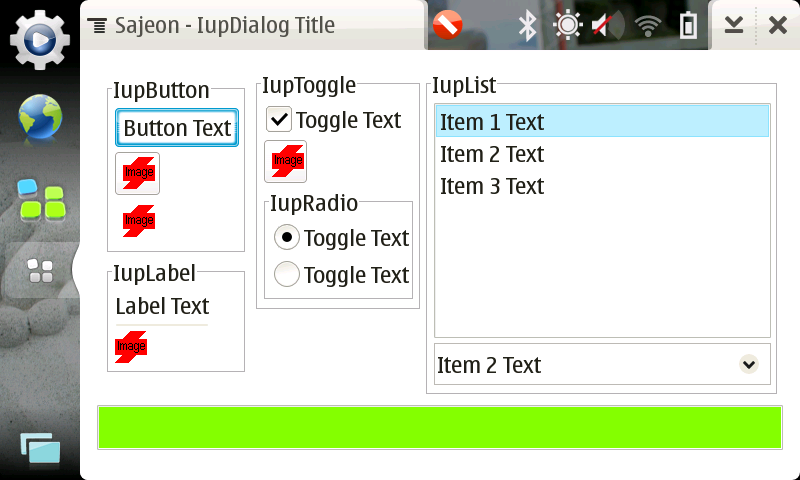 Sajeon - IupDialog Title
IupButton
Button Text
Image
Image
IupLabel
Label Text
Image
IupToggle
Toggle Text
Image
IupRadio
Toggle Text
Toggle Text
IupList
Item 1 Text
Item 2 Text
Item 3 Text
Item 2 Text